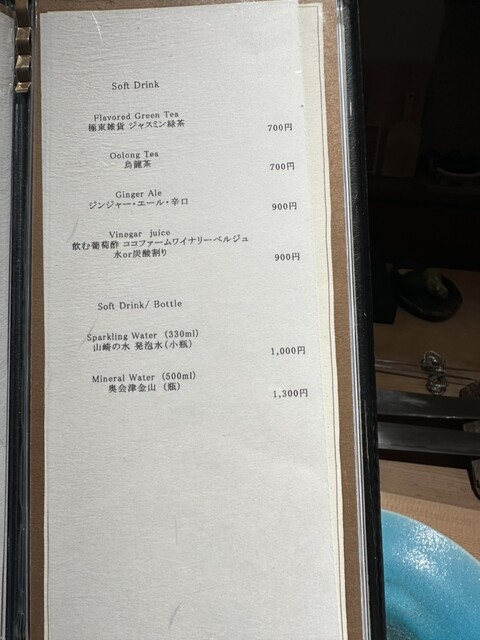 Soft Drink
Flavored Green Tea
極東雑貨 ジャスミン緑茶
700円
Oolong Tea
烏龍茶
700円
Ginger Ale
ジンジャー・エール・辛口
900円
Vinegar juice
飲む葡萄酢 ココファームワイナリーベルジュ
水or炭酸割り
900円
Soft Drink/ Bottle
Sparkling Water (330ml)
山崎の水 発泡水(小瓶)
1,000円
Mineral Water (500ml)
奥会津金山 (瓶)
1,300円